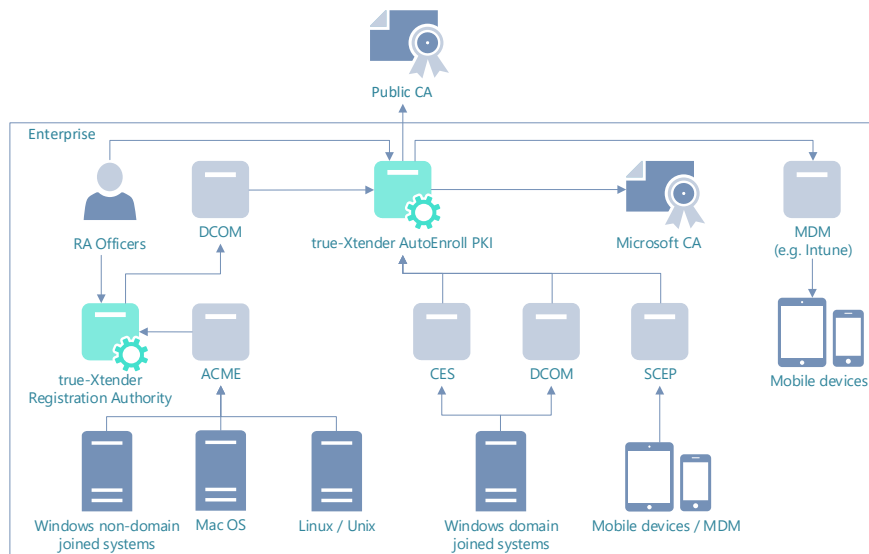 Public CA
Enterprise
RA Officers
DCOM
true-Xtender AutoEnroll PKI
Microsoft CA
MDM
(e.g. Intune)
true-Xtender
Registration Authority
ACME
CES
DCOM
SCEP
Mobile devices
Windows non-domain
joined systems
Mac OS
Linux / Unix
Windows domain
joined systems
Mobile devices / MDM